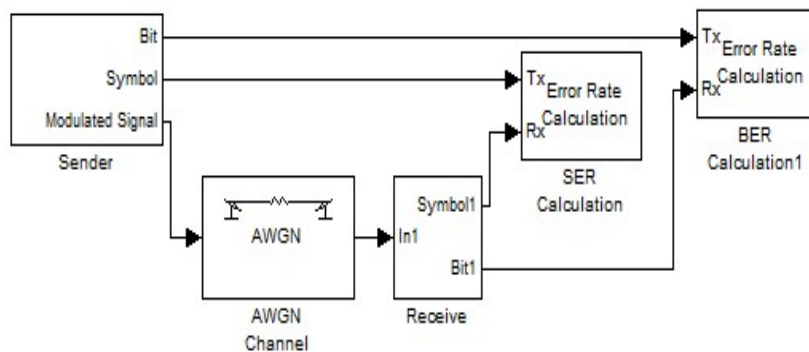 Bit
Symbol
Modulated Signal
Sender
AWGN
AWGN
Channel
In1
Symbol1
Bit1
Receive
Tx
Error Rate
Calculation
Rx
SER
Calculation
Tx
Error Rate
Calculation
Rx
BER
Calculation1